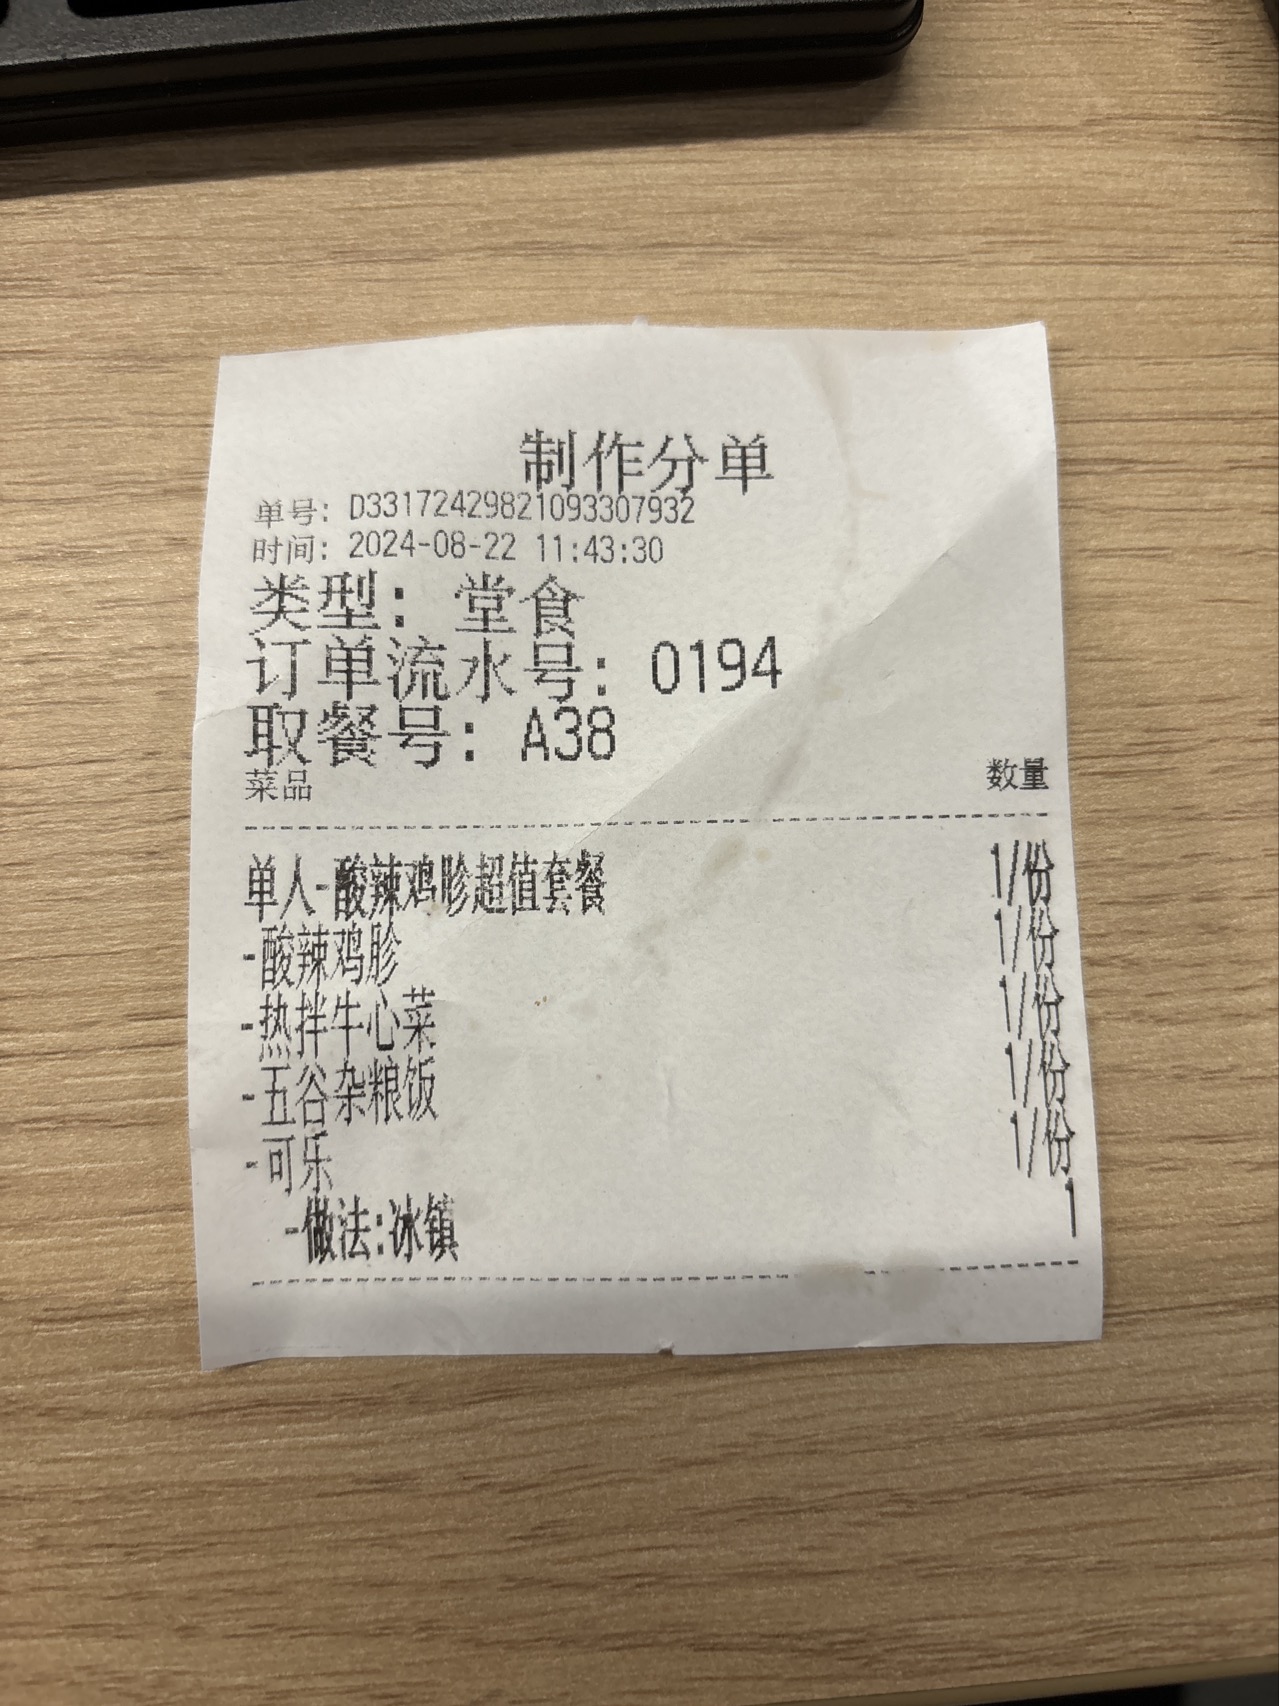 制作分单
单号: D33172429821093307932
时间: 2024-08-22 11:43:30
类型: 堂食
订单流水号: 0194
取餐号: A38
菜品 数量
单人-酸辣鸡胗超值套餐 1/份
-酸辣鸡胗 1/份
-热拌牛心菜 1/份
-五谷杂粮饭 1/份
-可乐 1/份
-做法:冰镇 1